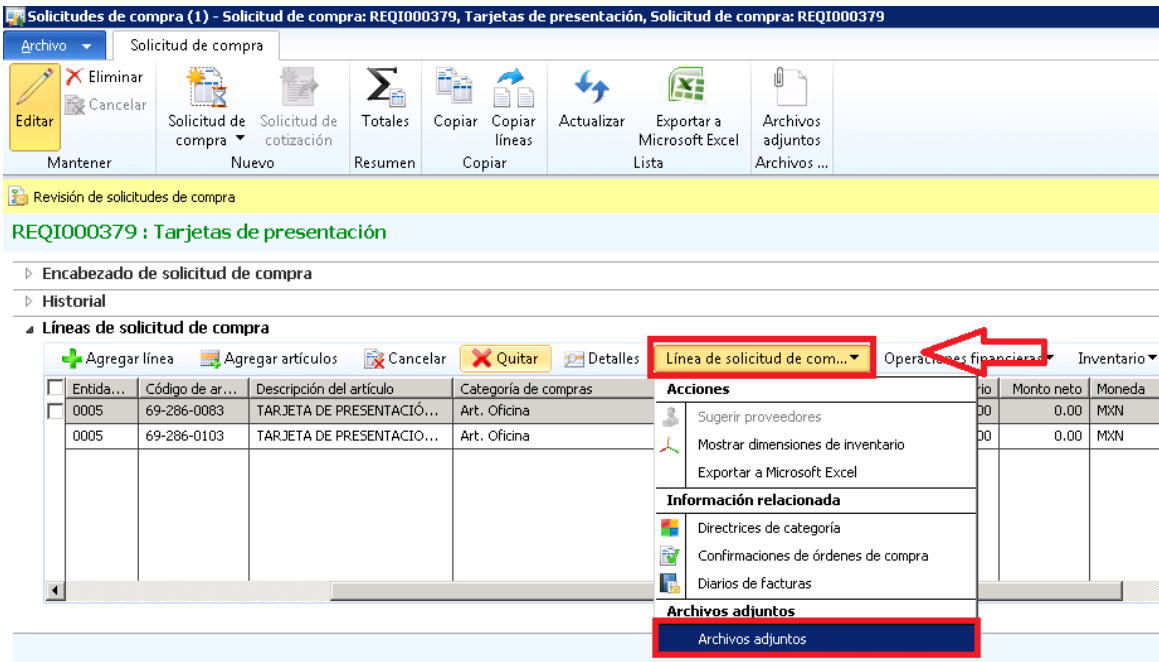 Solicitudes de compra (1) - Solicitud de compra: REQI000379, Tarjetas de presentación, Solicitud de compra: REQI000379
Archivo Solicitud de compra
Editar
Eliminar
Cancelar
Mantener
Solicitud de compra
Solicitud de cotización
Nuevo
Totales
Resumen
Copiar
Copiar líneas
Copiar
Actualizar
Exportar a Microsoft Excel
Lista
Archivos adjuntos
Archivos ...
Revisión de solicitudes de compra
REQI000379 : Tarjetas de presentación
Encabezado de solicitud de compra
Historial
Líneas de solicitud de compra
Agregar línea Agregar artículos Cancelar Quitar Detalles Línea de solicitud de com... Operaciones financieras Inventario
Entida... Código de ar... Descripción del artículo Categoría de compras rio Monto neto Moneda
0005 69-286-0083 TARJETA DE PRESENTACIÓ... Art. Oficina 00 0.00 MXN
0005 69-286-0103 TARJETA DE PRESENTACIO... Art. Oficina 00 0.00 MXN
Acciones
Sugerir proveedores
Mostrar dimensiones de inventario
Exportar a Microsoft Excel
Información relacionada
Directrices de categoría
Confirmaciones de órdenes de compra
Diarios de facturas
Archivos adjuntos
Archivos adjuntos